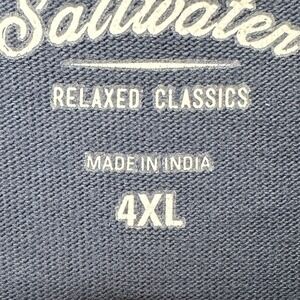 Saltwater
RELAXED CLASSICS
MADE IN INDIA
4XL